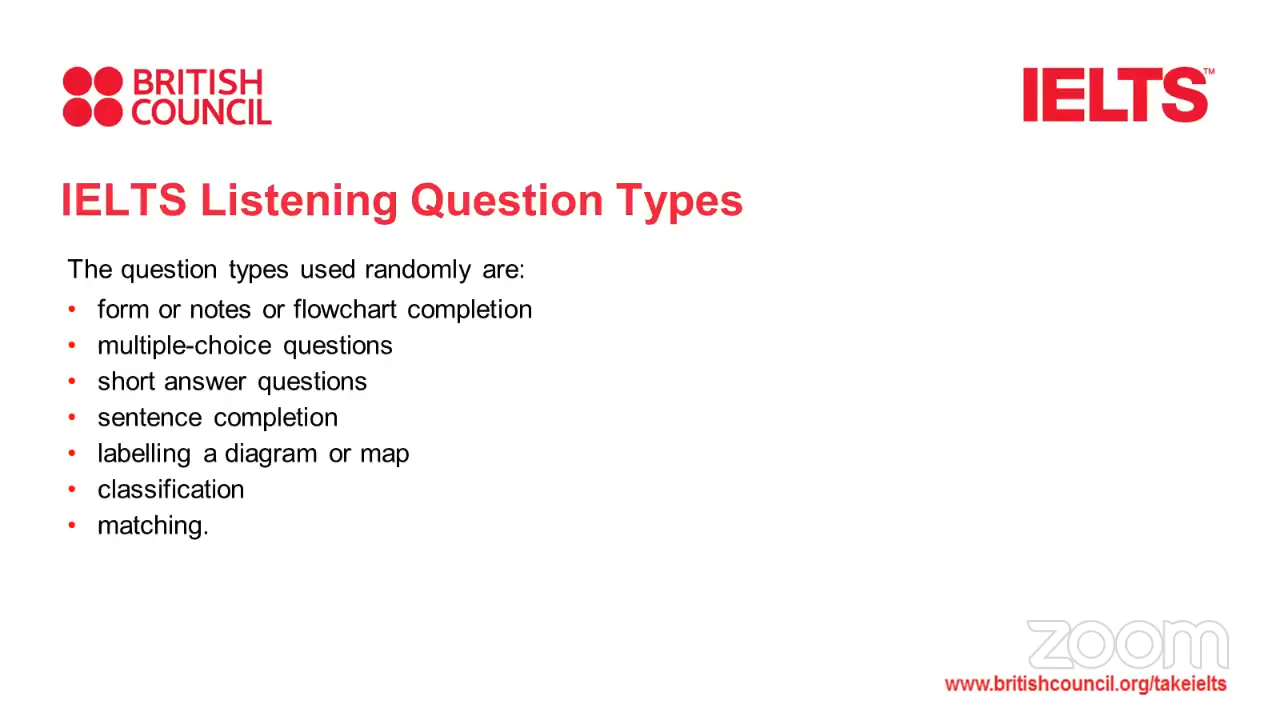 BRITISH
COUNCIL
IELTS™
IELTS Listening Question Types
The question types used randomly are:
• form or notes or flowchart completion
• multiple-choice questions
• short answer questions
• sentence completion
• labelling a diagram or map
• classification
• matching.
zoom
www.britishcouncil.org/takeielts